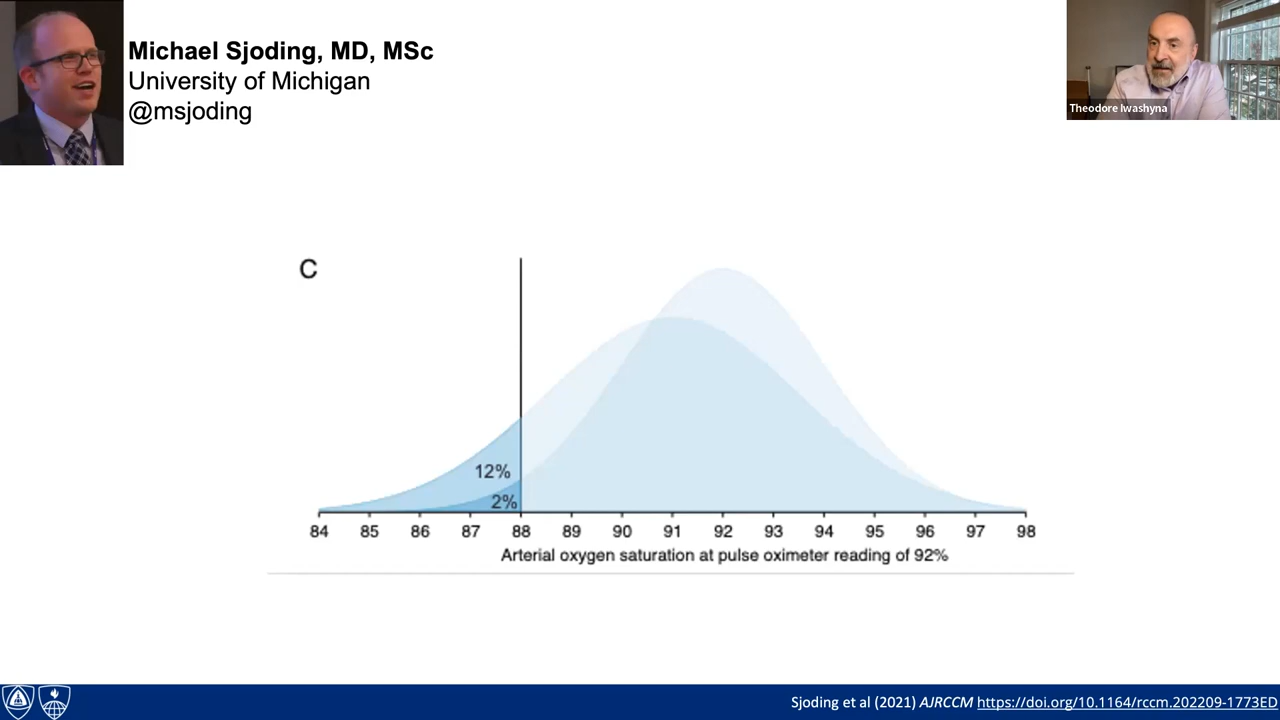 Michael Sjoding, MD, MSc
University of Michigan
@msjoding
Theodore Iwashyna
C
12%
2%
84 85 86 87 88 89 90 91 92 93 94 95 96 97 98
Arterial oxygen saturation at pulse oximeter reading of 92%
Sjoding et al (2021) AJRCCM https://doi.org/10.1164/rccm.202209-1773ED